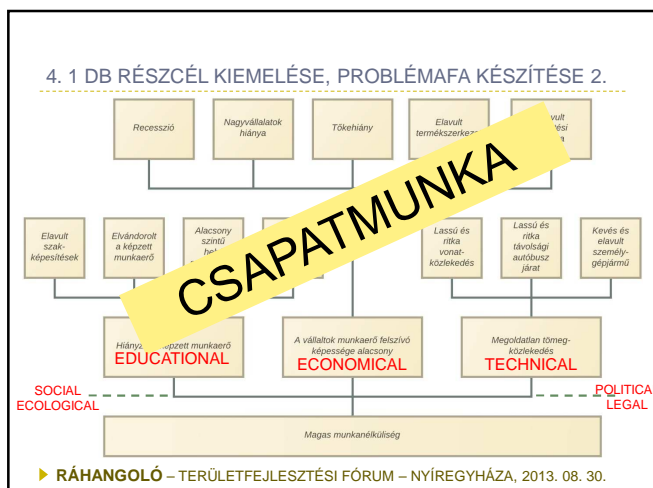 4. 1 DB RÉSZCÉL KIEMELÉSE, PROBLÉMAFA KÉSZÍTÉSE 2.
Recesszió
Nagyvállalatok
hiánya
Tőkehiány
Elavult
CSAPATMUNKA
Elavult
szak-
képesítések
Elvándorolt
a képzett
munkaerő
Alacsony
szintű
Lassú és
ritka
vonat-
közlekedés
Lassú és
ritka
távolsági
autóbusz
járat
Kevés és
elavult
személy-
gépjármű
képzett munkaerő
EDUCATIONAL
A vállaltok munkaerő felszívó
képessége alacsony
ECONOMICAL
Megoldatlan tömeg-
közlekedés
TECHNICAL
SOCIAL
ECOLOGICAL
POLITICA
LEGAL
Magas munkanélküliség
RÁHANGOLÓ – TERÜLETFEJLESZTÉSI FÓRUM – NYÍREGYHÁZA, 2013. 08. 30.